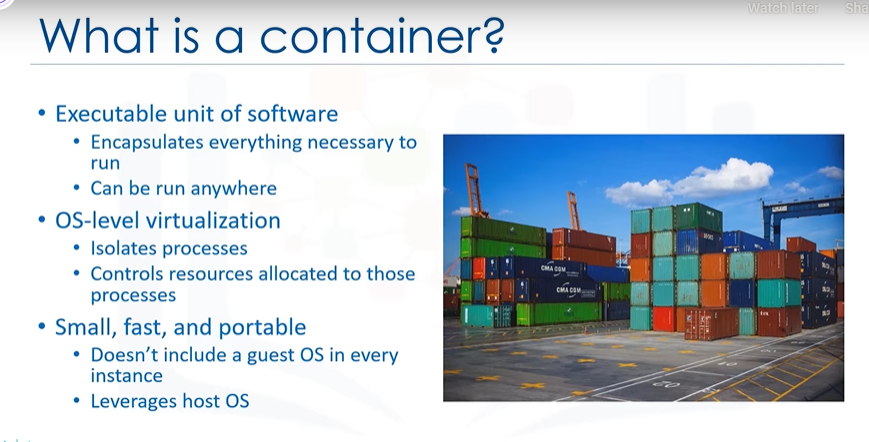 Watch later
Sha
What is a container?
• Executable unit of software
• Encapsulates everything necessary to
run
• Can be run anywhere
• OS-level virtualization
• Isolates processes
• Controls resources allocated to those
processes
• Small, fast, and portable
• Doesn't include a guest OS in every
instance
• Leverages host OS
CMA CGM
CMA CGM